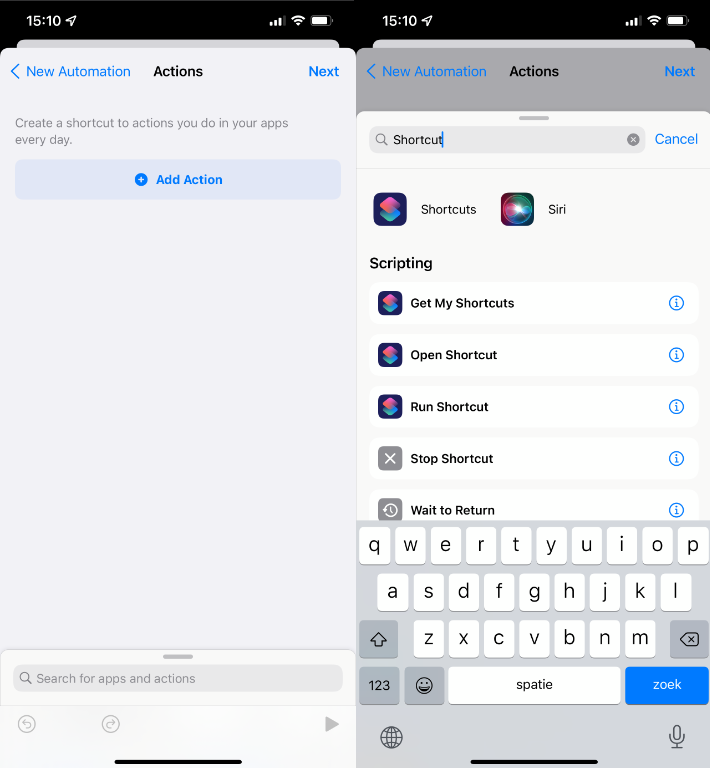 15:10
New Automation
Actions
Next
Create a shortcut to actions you do in your apps
every day.
Add Action
Search for apps and actions
15:10
New Automation
Actions
Next
Shortcut
Cancel
Shortcuts
Siri
Scripting
Get My Shortcuts
Open Shortcut
Run Shortcut
Stop Shortcut
Wait to Return
q w e r t y u i o p
a s d f g h j k l
z x c v b n m
123 spatie zoek